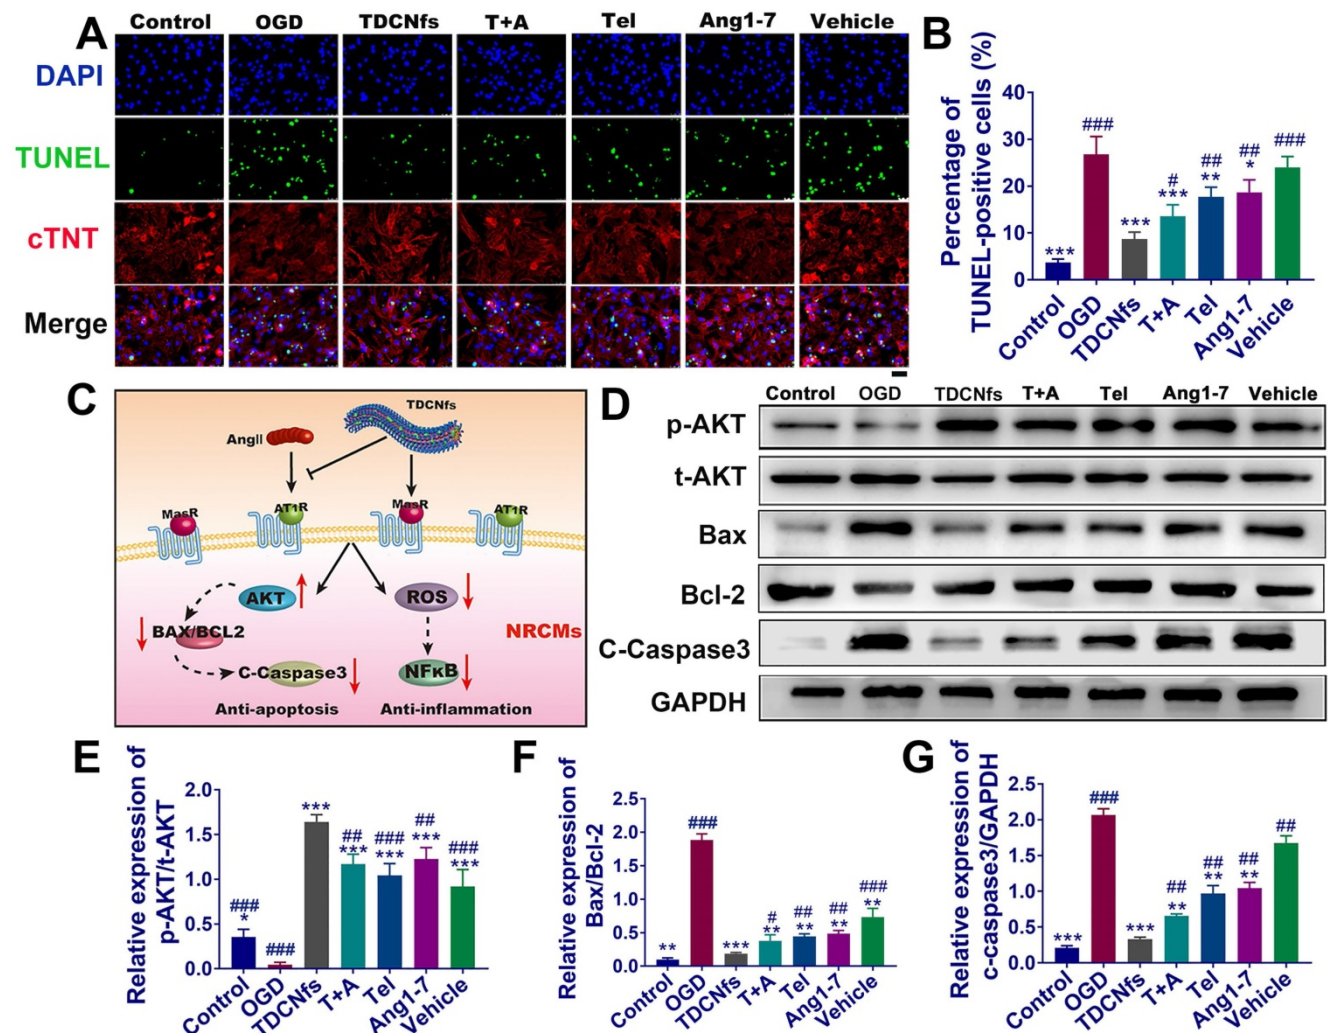 A
Control OGD TDCNfs T+A Tel Ang1-7 Vehicle
DAPI
TUNEL
cTNT
Merge
B
Percentage of
TUNEL-positive cells (%)
40
30
20
10
0
***
###
***
#
***
##
**
##
*
###
Control OGD TDCNfs T+A Tel Ang1-7 Vehicle
C
TDCNfs
AngII
MasR AT1R MasR AT1R
AKT ROS
BAX/BCL2 NRCMs
C-Caspase3 NFκB
Anti-apoptosis Anti-inflammation
D
Control OGD TDCNfs T+A Tel Ang1-7 Vehicle
p-AKT
t-AKT
Bax
Bcl-2
C-Caspase3
GAPDH
E
Relative expression of
p-AKT/t-AKT
2.0
1.5
1.0
0.5
0.0
###
*
###
***
##
***
###
***
##
***
###
***
Control OGD TDCNfs T+A Tel Ang1-7 Vehicle
F
Relative expression of
Bax/Bcl-2
2.5
2.0
1.5
1.0
0.5
0.0
**
###
***
#
**
##
**
##
**
###
**
Control OGD TDCNfs T+A Tel Ang1-7 Vehicle
G
Relative expression of
c-caspase3/GAPDH
2.5
2.0
1.5
1.0
0.5
0.0
***
###
***
##
**
##
**
##
**
##
Control OGD TDCNfs T+A Tel Ang1-7 Vehicle